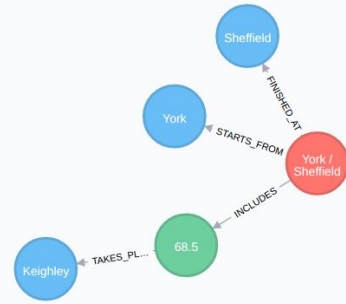 Sheffield
FINISHED_AT
York
STARTS_FROM
York /
Sheffield
INCLUDES
68.5
TAKES_PL...
Keighley